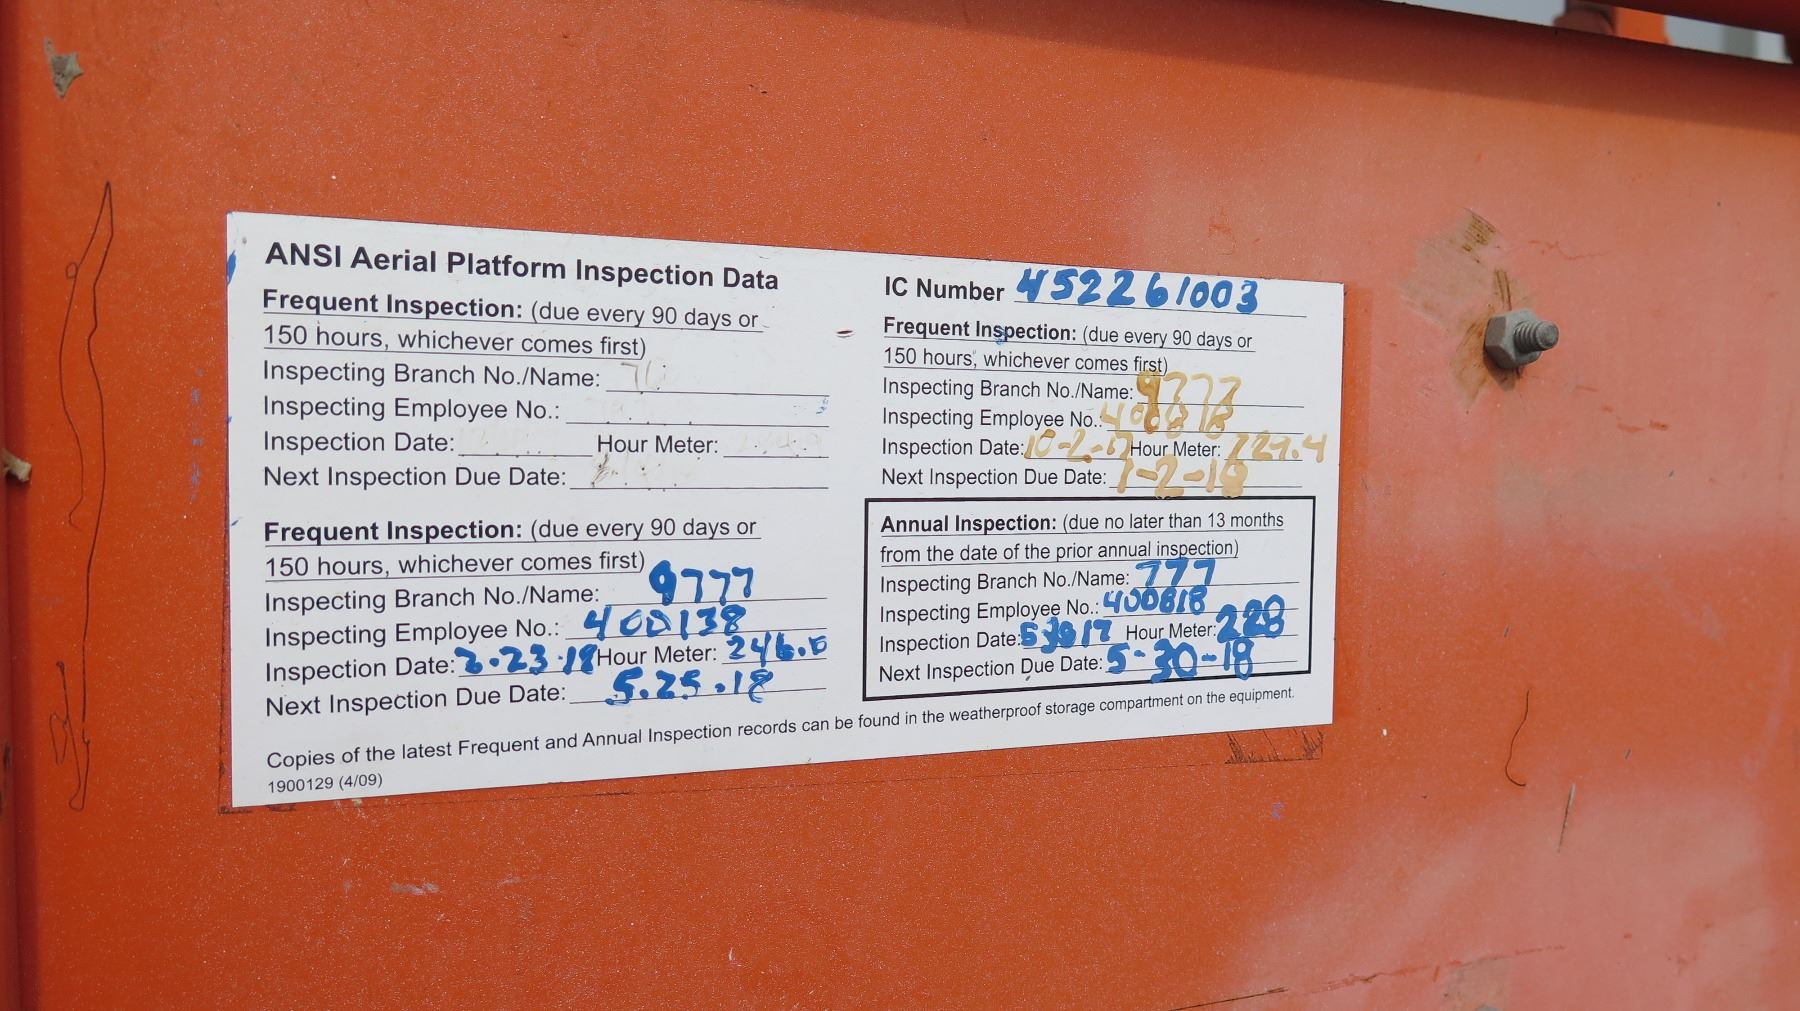 ANSI Aerial Platform Inspection Data
Frequent Inspection: (due every 90 days or
150 hours, whichever comes first)
Inspecting Branch No./Name:
Inspecting Employee No.:
Inspection Date: Hour Meter:
Next Inspection Due Date:
Frequent Inspection: (due every 90 days or
150 hours, whichever comes first)
Inspecting Branch No./Name: 9777
Inspecting Employee No.: 400138
Inspection Date: 2.23.18 Hour Meter: 246.0
Next Inspection Due Date: 5.25.18
IC Number 452261003
Frequent Inspection: (due every 90 days or
150 hours, whichever comes first)
Inspecting Branch No./Name: 9777
Inspecting Employee No.: 400818
Inspection Date: 10-2-17 Hour Meter: 227.4
Next Inspection Due Date: 1-2-18
Annual Inspection: (due no later than 13 months
from the date of the prior annual inspection)
Inspecting Branch No./Name: 777
Inspecting Employee No.: 400818
Inspection Date: Hour Meter: 228
Next Inspection Due Date: 5-30-18
Copies of the latest Frequent and Annual Inspection records can be found in the weatherproof storage compartment on the equipment.
1900129 (4/09)